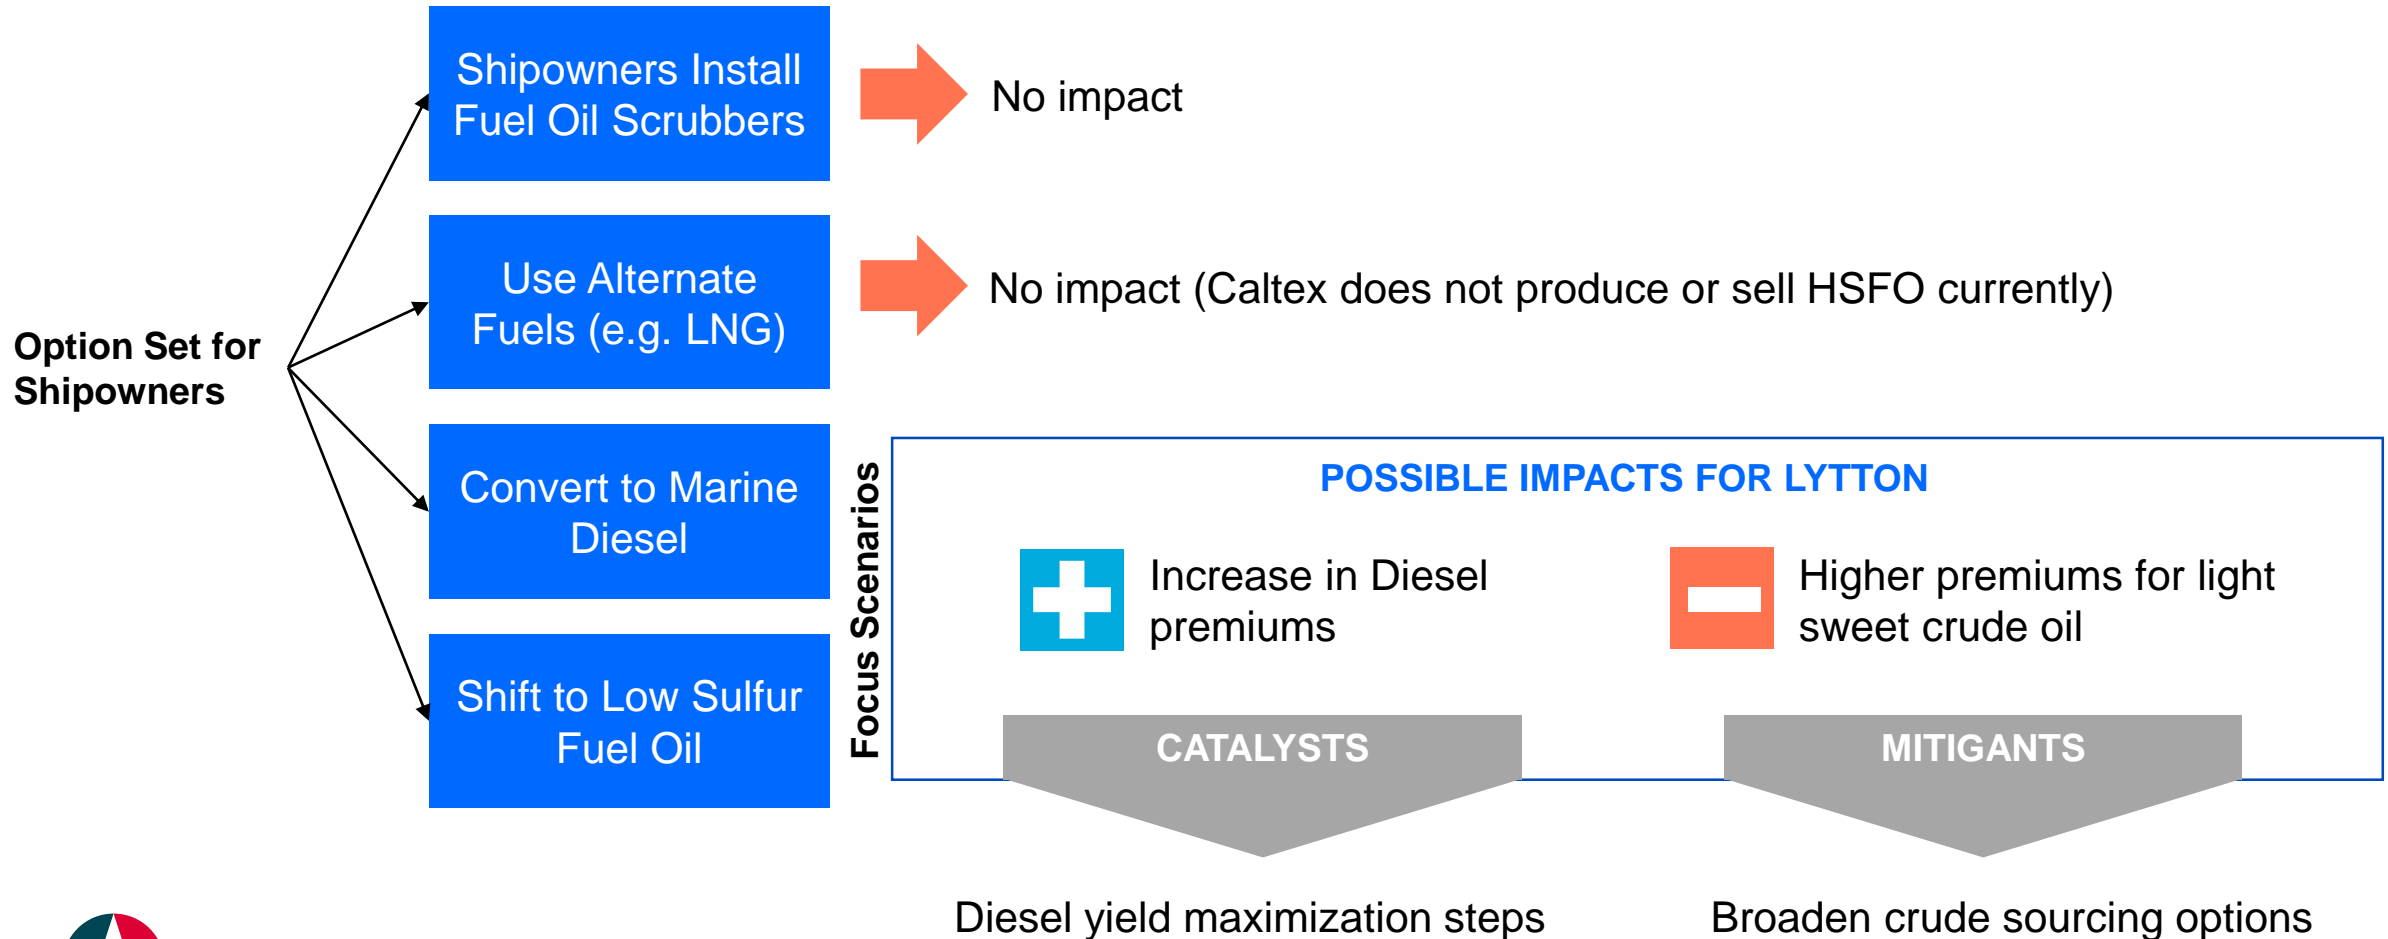 Option Set for
Shipowners
Shipowners Install
Fuel Oil Scrubbers
No impact
Use Alternate
Fuels (e.g. LNG)
No impact (Caltex does not produce or sell HSFO currently)
Convert to Marine
Diesel
Shift to Low Sulfur
Fuel Oil
Focus Scenarios
POSSIBLE IMPACTS FOR LYTTON
Increase in Diesel
premiums
Higher premiums for light
sweet crude oil
CATALYSTS
MITIGANTS
Diesel yield maximization steps
Broaden crude sourcing options